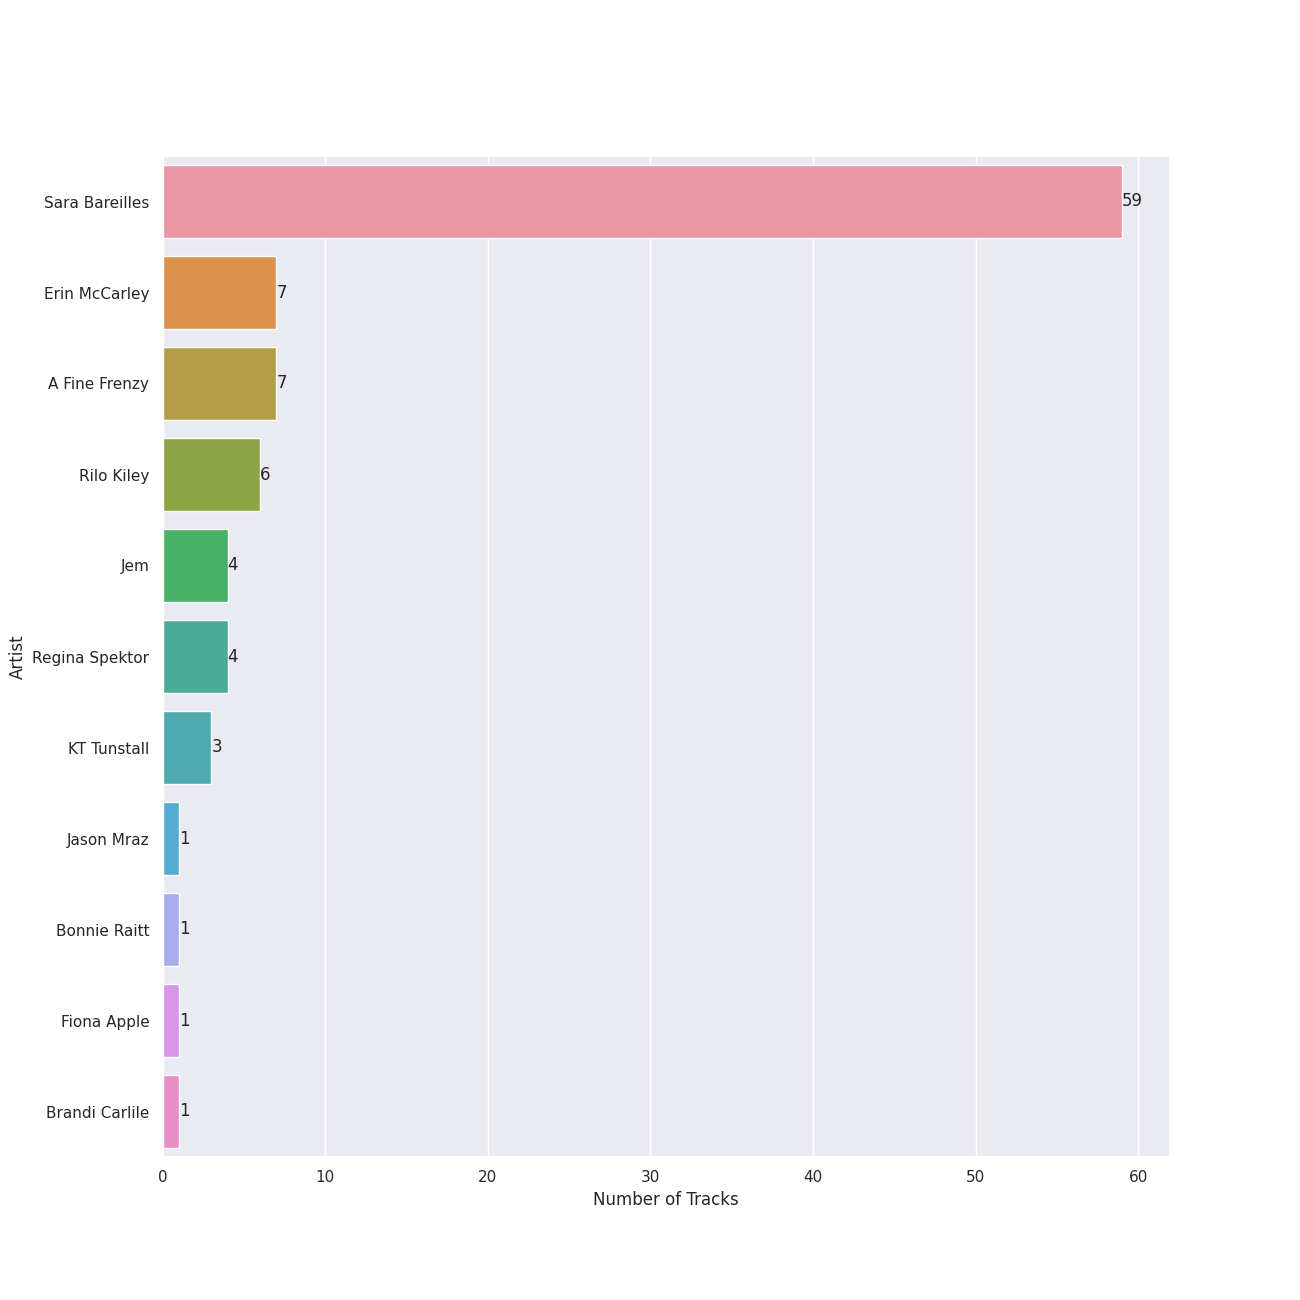 Sara Bareilles 59
Erin McCarley 7
A Fine Frenzy 7
Rilo Kiley 6
Jem 4
Regina Spektor 4
KT Tunstall 3
Jason Mraz 1
Bonnie Raitt 1
Fiona Apple 1
Brandi Carlile 1
Artist
0 10 20 30 40 50 60
Number of Tracks